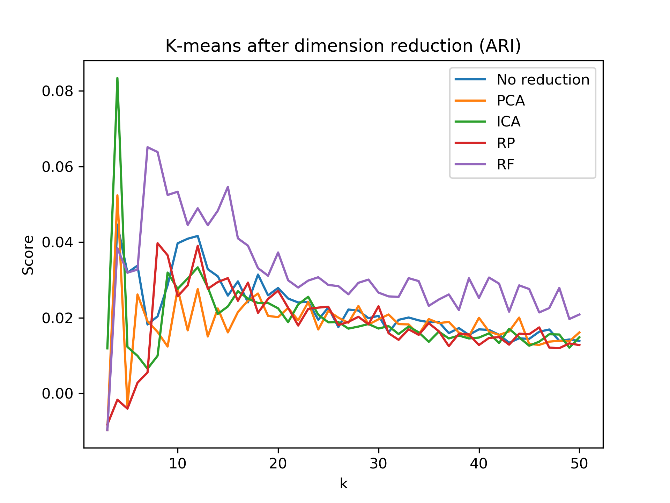 K-means after dimension reduction (ARI)
No reduction
PCA
ICA
RP
RF
Score
0.08
0.06
0.04
0.02
0.00
10
20
30
40
50
k